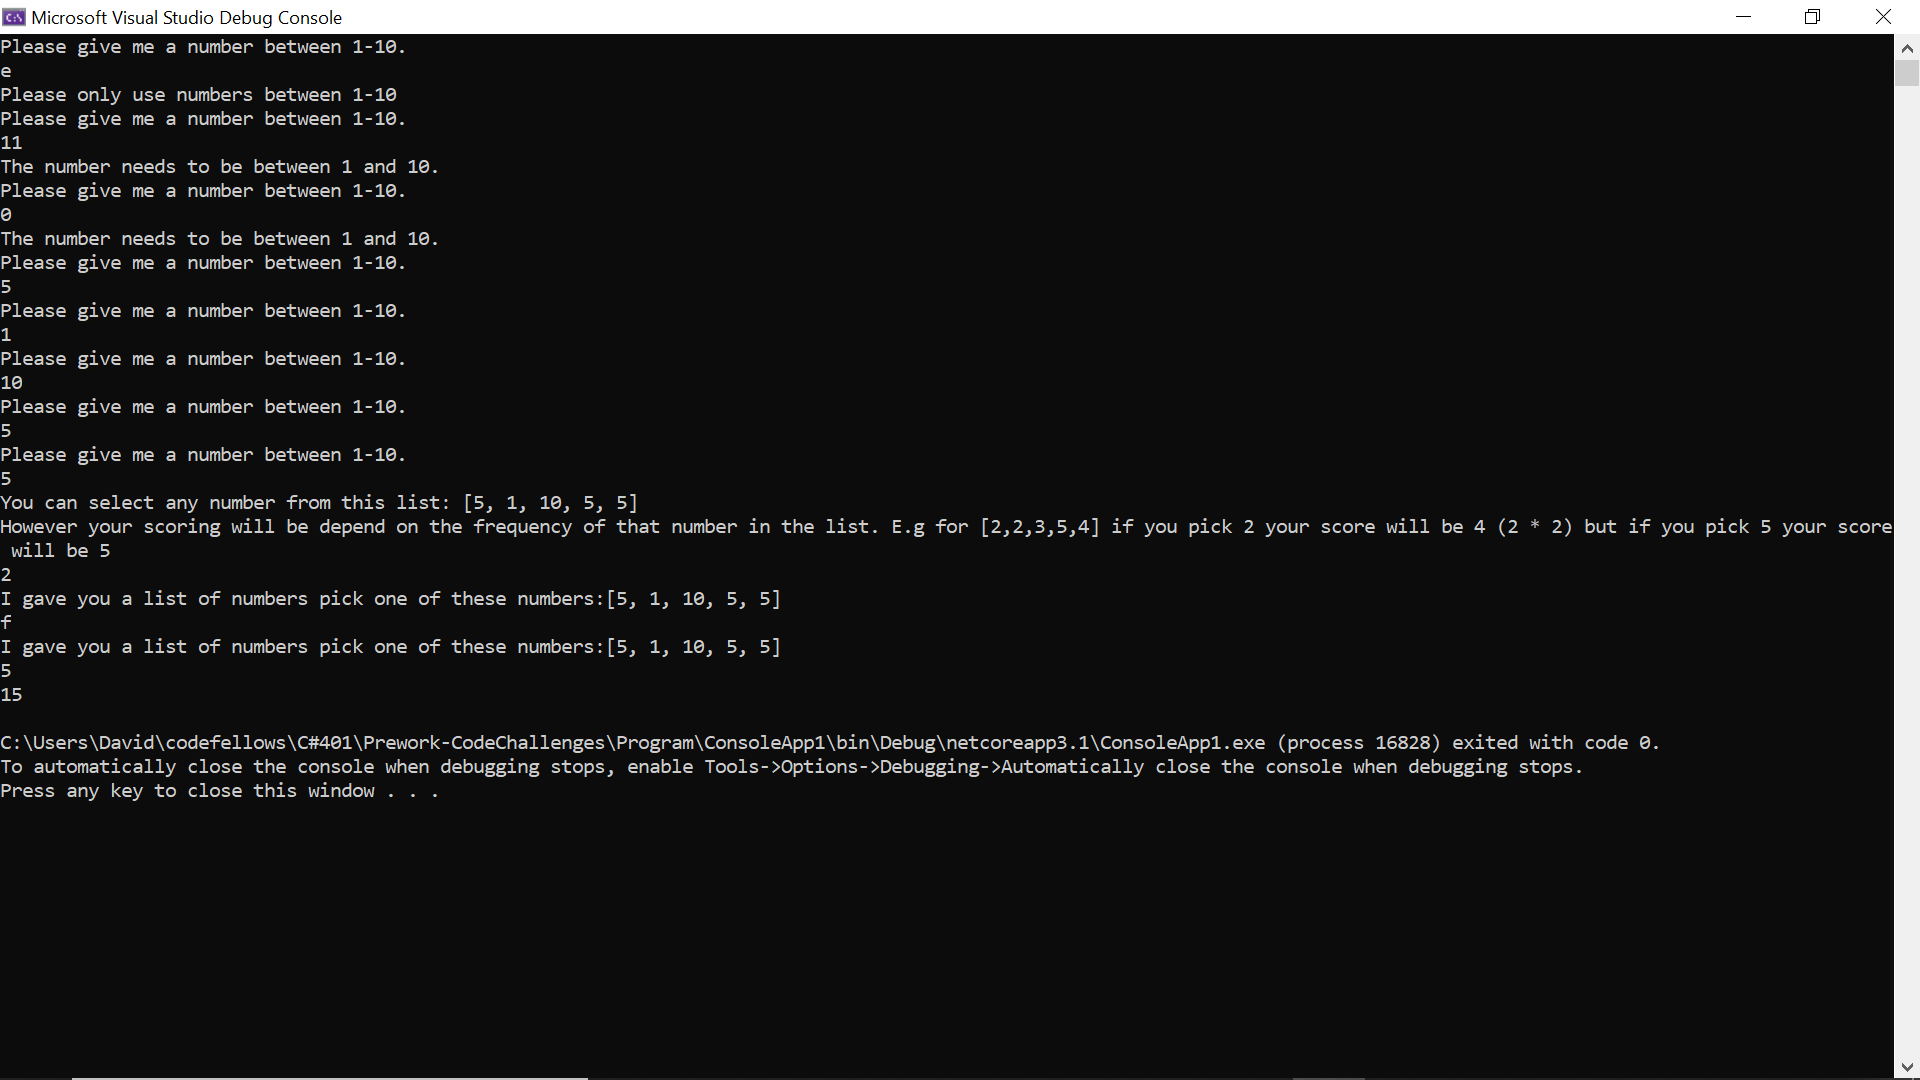 Microsoft Visual Studio Debug Console
Please give me a number between 1-10.
e
Please only use numbers between 1-10
Please give me a number between 1-10.
11
The number needs to be between 1 and 10.
Please give me a number between 1-10.
0
The number needs to be between 1 and 10.
Please give me a number between 1-10.
5
Please give me a number between 1-10.
1
Please give me a number between 1-10.
10
Please give me a number between 1-10.
5
Please give me a number between 1-10.
5
You can select any number from this list: [5, 1, 10, 5, 5]
However your scoring will be depend on the frequency of that number in the list. E.g for [2,2,3,5,4] if you pick 2 your score will be 4 (2 * 2) but if you pick 5 your score
will be 5
2
I gave you a list of numbers pick one of these numbers:[5, 1, 10, 5, 5]
f
I gave you a list of numbers pick one of these numbers:[5, 1, 10, 5, 5]
5
15
C:\Users\David\codefellows\C#401\Prework-CodeChallenges\Program\ConsoleApp1\bin\Debug\netcoreapp3.1\ConsoleApp1.exe (process 16828) exited with code 0.
To automatically close the console when debugging stops, enable Tools->Options->Debugging->Automatically close the console when debugging stops.
Press any key to close this window . . .